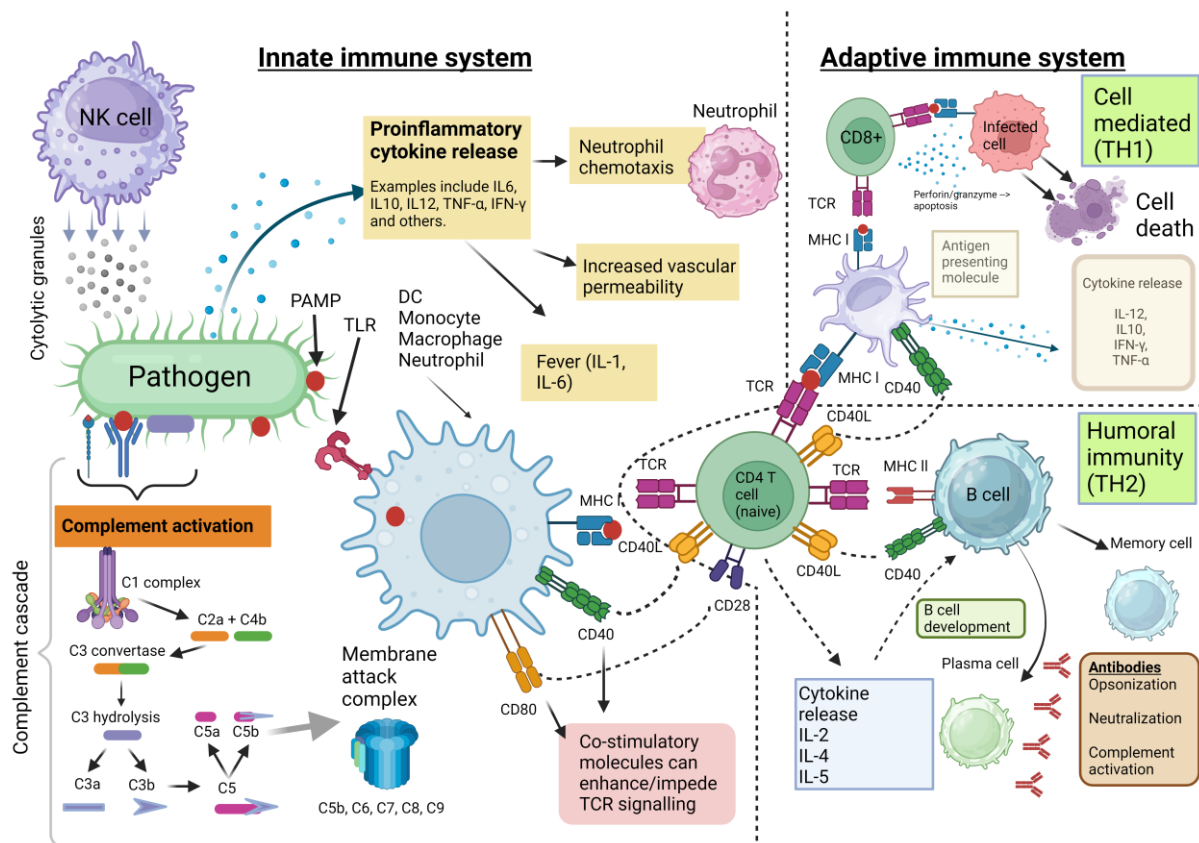 Innate immune system
NK cell
Cytolytic granules
Proinflammatory
cytokine release
Examples include IL6,
IL10, IL12, TNF-α, IFN-γ
and others.
Neutrophil
chemotaxis
Neutrophil
Increased vascular
permeability
Fever (IL-1,
IL-6)
PAMP
TLR
DC
Monocyte
Macrophage
Neutrophil
Pathogen
Complement cascade
Complement activation
C1 complex
C2a + C4b
C3 convertase
C3 hydrolysis
C3a
C3b
C5a
C5b
C5
Membrane
attack
complex
C5b, C6, C7, C8, C9
MHC I
CD40
CD80
Co-stimulatory
molecules can
enhance/impede
TCR signalling
Adaptive immune system
CD8+
Infected
cell
Cell
mediated
(TH1)
Perforin/granzyme -->
apoptosis
Cell
death
TCR
MHC I
Antigen
presenting
molecule
Cytokine release
IL-12,
IL10,
IFN-γ,
TNF-α
TCR
MHC I
CD40
CD40L
TCR
CD4 T
cell
(naive)
TCR
CD40L
CD28
CD40L
MHC II
B cell
CD40
Humoral
immunity
(TH2)
Memory cell
B cell
development
Plasma cell
Cytokine
release
IL-2
IL-4
IL-5
Antibodies
Opsonization
Neutralization
Complement
activation